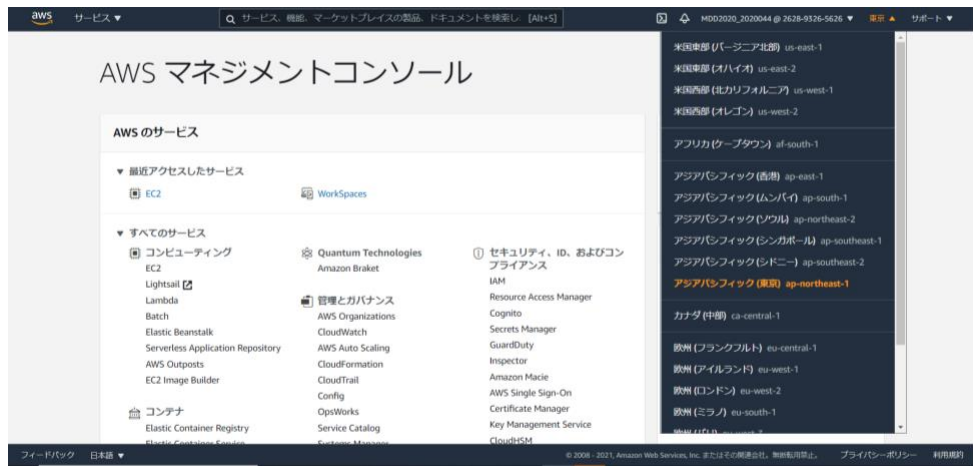 aws
サービス ▼
サービス、機能、マーケットプレイスの製品、ドキュメントを検索し [Alt+S]
MDD2020_2020044 @ 2628-9326-5626 ▼
東京 ▲
サポート ▼
AWS マネジメントコンソール
AWS のサービス
▼ 最近アクセスしたサービス
EC2
WorkSpaces
▼ すべてのサービス
コンピューティング
EC2
Lightsail
Lambda
Batch
Elastic Beanstalk
Serverless Application Repository
AWS Outposts
EC2 Image Builder
コンテナ
Elastic Container Registry
Elastic Container Service
Quantum Technologies
Amazon Braket
管理とガバナンス
AWS Organizations
CloudWatch
AWS Auto Scaling
CloudFormation
CloudTrail
Config
OpsWorks
Service Catalog
Systems Manager
セキュリティ、ID、およびコン
プライアンス
IAM
Resource Access Manager
Cognito
Secrets Manager
GuardDuty
Inspector
Amazon Macie
AWS Single Sign-On
Certificate Manager
Key Management Service
CloudHSM
米国東部 (バージニア北部) us-east-1
米国東部 (オハイオ) us-east-2
米国西部 (北カリフォルニア) us-west-1
米国西部 (オレゴン) us-west-2
アフリカ (ケープタウン) af-south-1
アジアパシフィック (香港) ap-east-1
アジアパシフィック (ムンバイ) ap-south-1
アジアパシフィック (ソウル) ap-northeast-2
アジアパシフィック (シンガポール) ap-southeast-1
アジアパシフィック (シドニー) ap-southeast-2
アジアパシフィック (東京) ap-northeast-1
カナダ (中部) ca-central-1
欧州 (フランクフルト) eu-central-1
欧州 (アイルランド) eu-west-1
欧州 (ロンドン) eu-west-2
欧州 (ミラノ) eu-south-1
欧州 (パリ) eu-west-3
フィードバック
日本語 ▼
© 2008 - 2021, Amazon Web Services, Inc. またはその関連会社。無断転用禁止。
プライバシーポリシー
利用規約